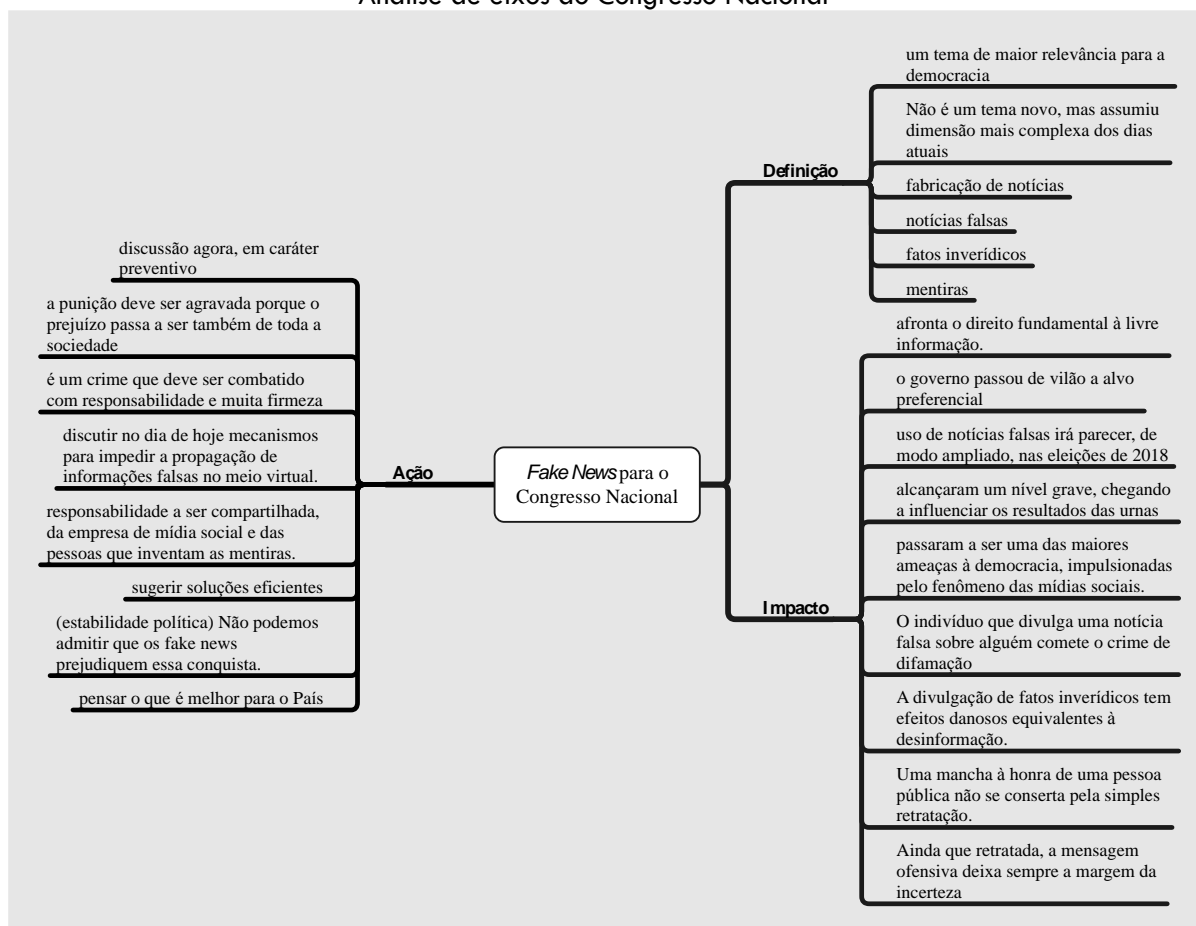 Análise de eixos do Congresso Nacional
um tema de maior relevância para a
democracia
Não é um tema novo, mas assumiu
dimensão mais complexa dos dias
atuais
Definição
fabricação de notícias
notícias falsas
fatos inverídicos
mentiras
discussão agora, em caráter
preventivo
a punição deve ser agravada porque o
prejuízo passa a ser também de toda a
sociedade
é um crime que deve ser combatido
com responsabilidade e muita firmeza
discutir no dia de hoje mecanismos
para impedir a propagação de
informações falsas no meio virtual.
Ação
responsabilidade a ser compartilhada,
da empresa de mídia social e das
pessoas que inventam as mentiras.
sugerir soluções eficientes
(estabilidade política) Não podemos
admitir que os fake news
prejudiquem essa conquista.
pensar o que é melhor para o País
Fake News para o
Congresso Nacional
afronta o direito fundamental à livre
informação.
o governo passou de vilão a alvo
preferencial
uso de notícias falsas irá parecer, de
modo ampliado, nas eleições de 2018
alcançaram um nível grave, chegando
a influenciar os resultados das urnas
passaram a ser uma das maiores
ameaças à democracia, impulsionadas
pelo fenômeno das mídias sociais.
Impacto
O indivíduo que divulga uma notícia
falsa sobre alguém comete o crime de
difamação
A divulgação de fatos inverídicos tem
efeitos danosos equivalentes à
desinformação.
Uma mancha à honra de uma pessoa
pública não se conserta pela simples
retratação.
Ainda que retratada, a mensagem
ofensiva deixa sempre a margem da
incerteza